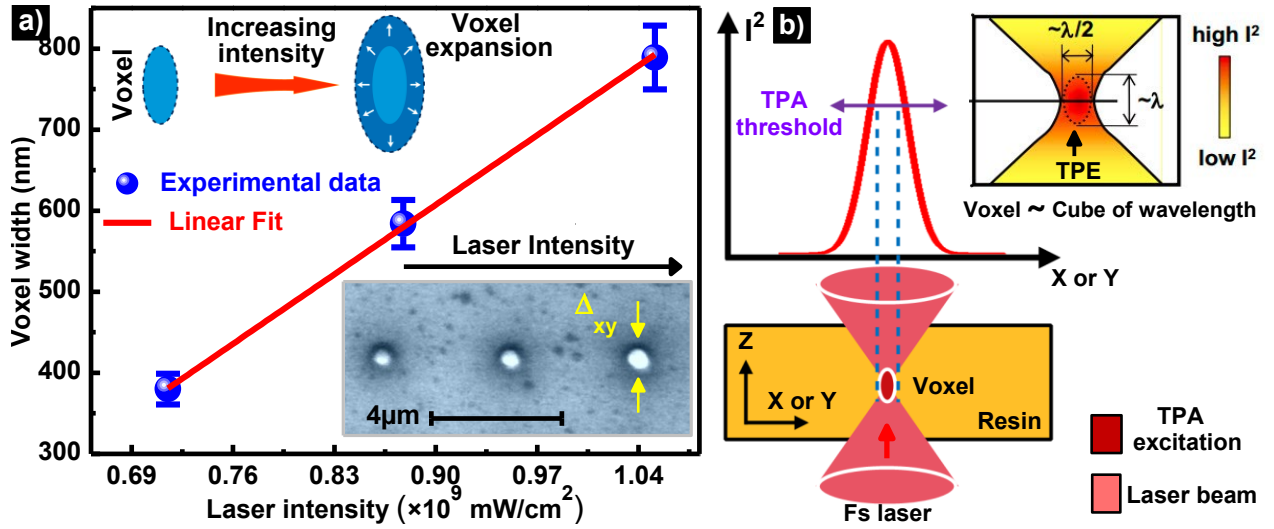 a)
Voxel width (nm)
800
700
600
500
400
300
Voxel
Increasing
intensity
Voxel
expansion
Experimental data
Linear Fit
Laser Intensity
Δxy
4μm
0.69 0.76 0.83 0.90 0.97 1.04
Laser intensity (×10⁹ mW/cm²)
b)
I²
TPA
threshold
X or Y
~λ/2
~λ
TPE
high I²
low I²
Voxel ~ Cube of wavelength
Z
X or Y
Voxel
Resin
Fs laser
TPA
excitation
Laser beam